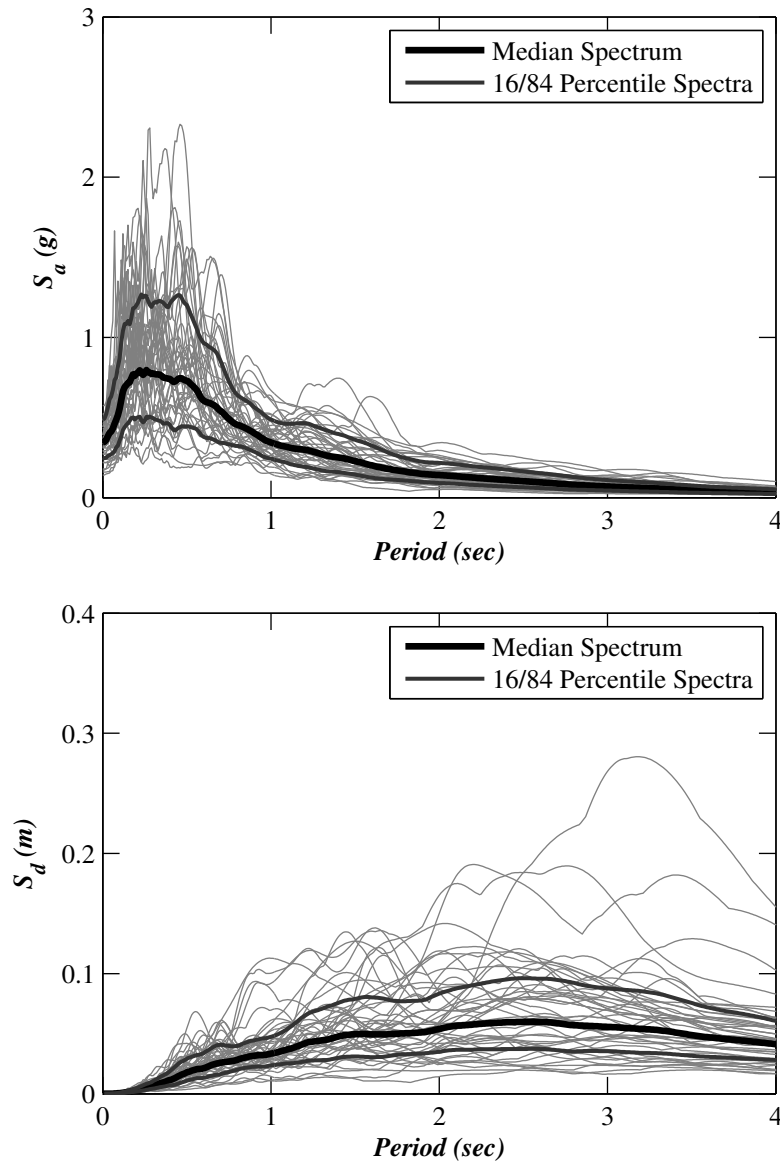 3
Median Spectrum
16/84 Percentile Spectra
2
S_a (g)
1
0
0 1 2 3 4
Period (sec)
0.4
Median Spectrum
16/84 Percentile Spectra
0.3
S_d (m)
0.2
0.1
0
0 1 2 3 4
Period (sec)